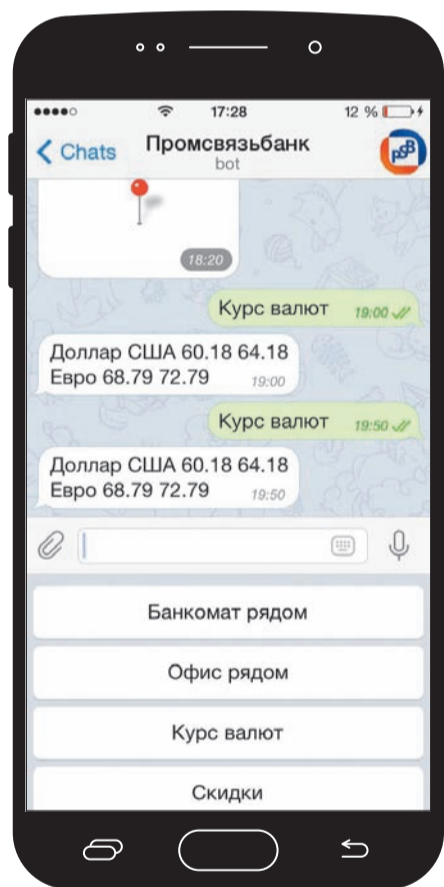 17:28
12 %
Chats
Промсвязьбанк
bot
PSB
18:20
Курс валют 19:00
Доллар США 60.18 64.18
Евро 68.79 72.79 19:00
Курс валют 19:50
Доллар США 60.18 64.18
Евро 68.79 72.79 19:50
Банкомат рядом
Офис рядом
Курс валют
Скидки